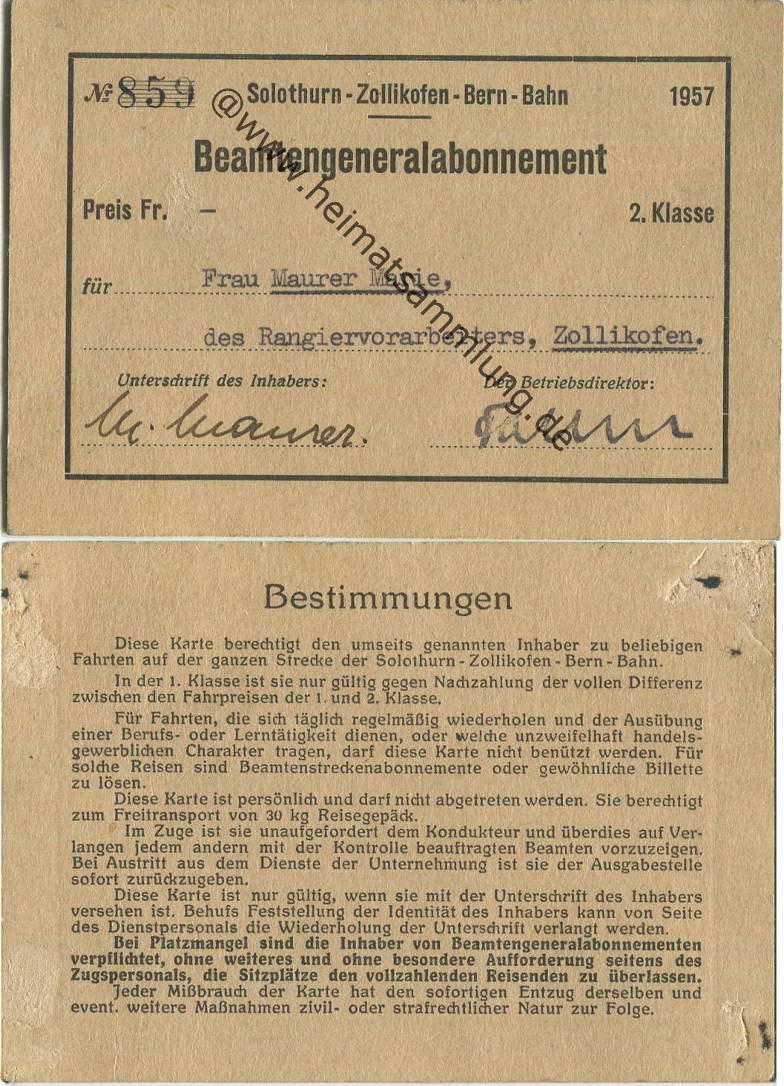 № 859 Solothurn - Zollikofen - Bern - Bahn 1957
Beamtengeneralabonnement
Preis Fr. — 2. Klasse
für Frau Maurer Marie,
des Rangiervorarbeiters, Zollikofen.
Unterschrift des Inhabers: Der Betriebsdirektor:
M. Maurer.
@www.heimatsammlung.de
Bestimmungen
Diese Karte berechtigt den umseits genannten Inhaber zu beliebigen
Fahrten auf der ganzen Strecke der Solothurn - Zollikofen - Bern - Bahn.
In der 1. Klasse ist sie nur gültig gegen Nachzahlung der vollen Differenz
zwischen den Fahrpreisen der 1. und 2. Klasse.
Für Fahrten, die sich täglich regelmäßig wiederholen und der Ausübung
einer Berufs- oder Lerntätigkeit dienen, oder welche unzweifelhaft handels-
gewerblichen Charakter tragen, darf diese Karte nicht benützt werden. Für
solche Reisen sind Beamtenstreckenabonnemente oder gewöhnliche Billette
zu lösen.
Diese Karte ist persönlich und darf nicht abgetreten werden. Sie berechtigt
zum Freitransport von 30 kg Reisegepäck.
Im Zuge ist sie unaufgefordert dem Kondukteur und überdies auf Ver-
langen jedem andern mit der Kontrolle beauftragten Beamten vorzuzeigen.
Bei Austritt aus dem Dienste der Unternehmung ist sie der Ausgabestelle
sofort zurückzugeben.
Diese Karte ist nur gültig, wenn sie mit der Unterschrift des Inhabers
versehen ist. Behufs Feststellung der Identität des Inhabers kann von Seite
des Dienstpersonals die Wiederholung der Unterschrift verlangt werden.
Bei Platzmangel sind die Inhaber von Beamtengeneralabonnementen
verpflichtet, ohne weiteres und ohne besondere Aufforderung seitens des
Zugspersonals, die Sitzplätze den vollzahlenden Reisenden zu überlassen.
Jeder Mißbrauch der Karte hat den sofortigen Entzug derselben und
event. weitere Maßnahmen zivil- oder strafrechtlicher Natur zur Folge.